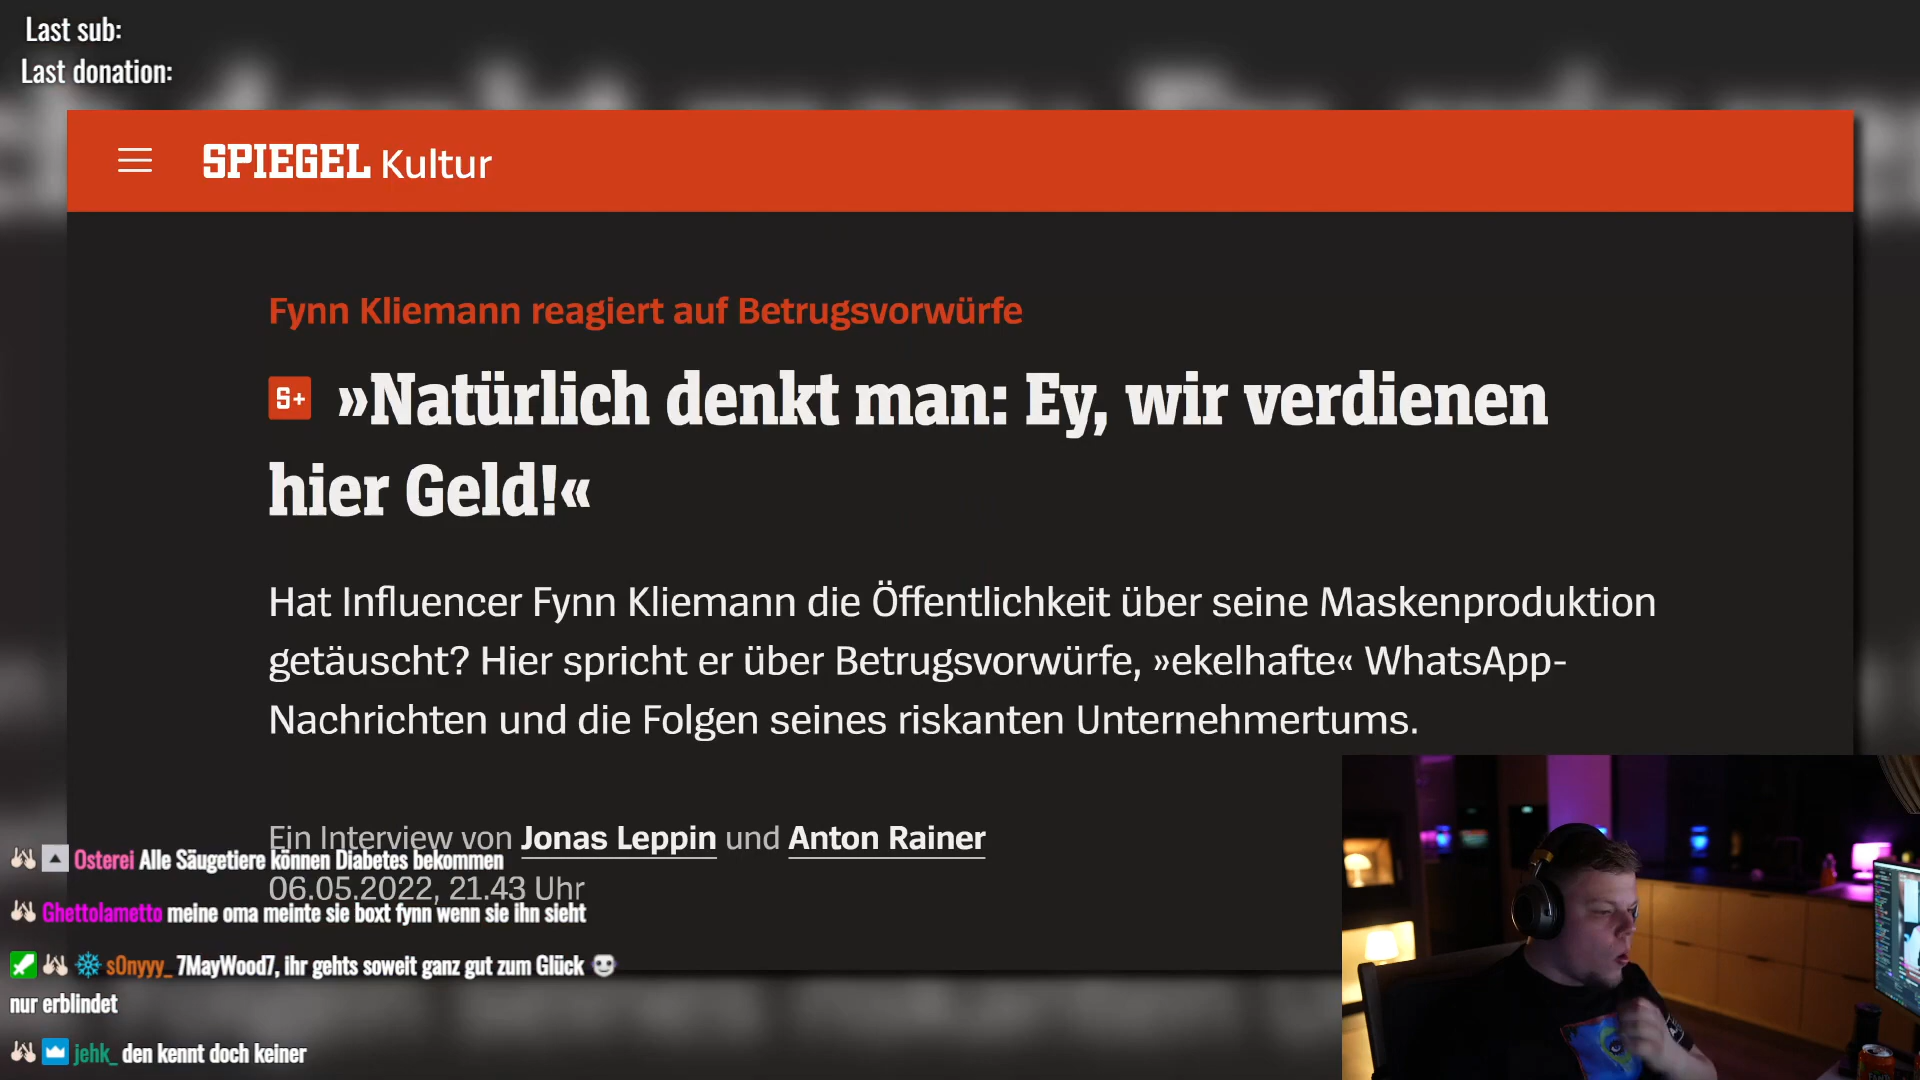 Last sub:
Last donation:
SPIEGEL Kultur
Fynn Kliemann reagiert auf Betrugsvorwürfe
S+ »Natürlich denkt man: Ey, wir verdienen
hier Geld!«
Hat Influencer Fynn Kliemann die Öffentlichkeit über seine Maskenproduktion
getäuscht? Hier spricht er über Betrugsvorwürfe, »ekelhafte« WhatsApp-
Nachrichten und die Folgen seines riskanten Unternehmertums.
Ein Interview von Jonas Leppin und Anton Rainer
06.05.2022, 21.43 Uhr
Osterei Alle Säugetiere können Diabetes bekommen
Ghettolametto meine oma meinte sie boxt fynn wenn sie ihn sieht
s0nyyy_ 7MayWood7, ihr gehts soweit ganz gut zum Glück
nur erblindet
jehk_ den kennt doch keiner